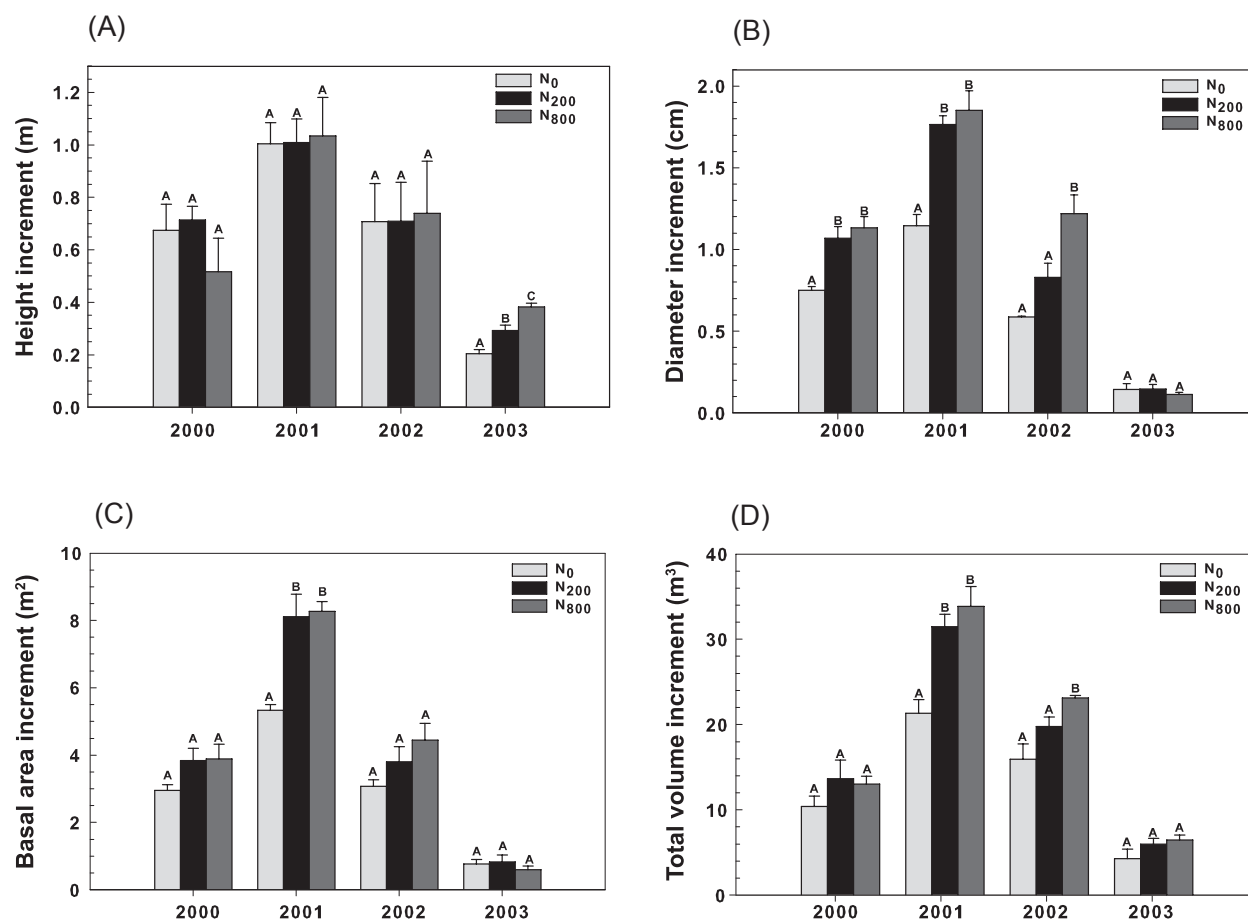 (A)
Height increment (m)
1.2
1.0
0.8
0.6
0.4
0.2
0.0
N0
N200
N800
A A A
A A A
A A A
A B C
2000 2001 2002 2003
(B)
Diameter increment (cm)
2.0
1.5
1.0
0.5
0.0
N0
N200
N800
A B B
A B B
A A B
A A A
2000 2001 2002 2003
(C)
Basal area increment (m²)
10
8
6
4
2
0
N0
N200
N800
A A A
A B B
A A A
A A A
2000 2001 2002 2003
(D)
Total volume increment (m³)
40
30
20
10
0
N0
N200
N800
A A A
A B B
A A B
A A A
2000 2001 2002 2003